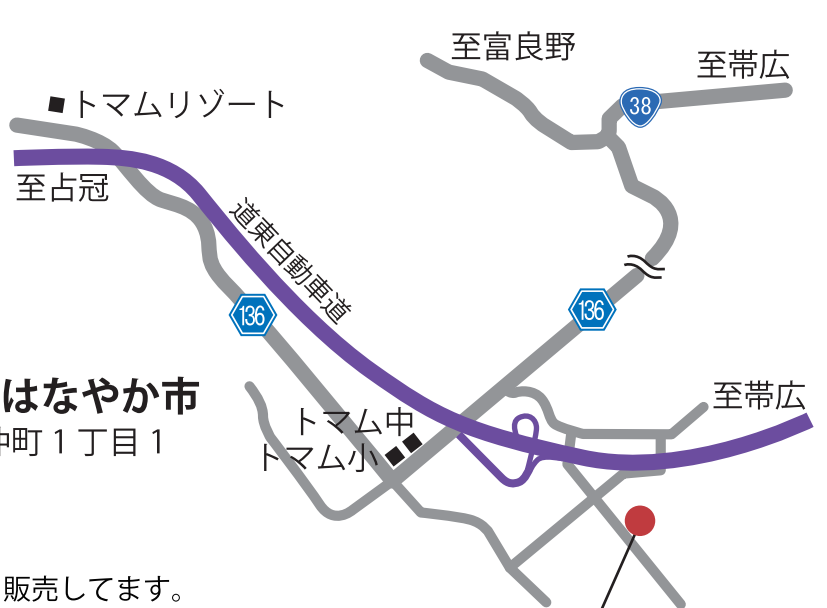 至富良野
至帯広
38
トマムリゾート
至占冠
道東自動車道
136
136
はなやか市
至帯広
トマム中
町1丁目1
トマム小
販売してます。